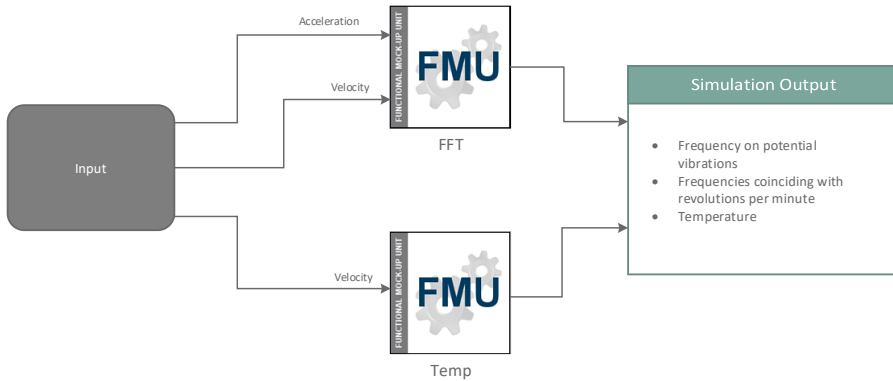 Acceleration
Velocity
Input
Velocity
FUNCTIONAL MOCK-UP UNIT
FMU
FFT
FUNCTIONAL MOCK-UP UNIT
FMU
Temp
Simulation Output
• Frequency on potential
vibrations
• Frequencies coinciding with
revolutions per minute
• Temperature